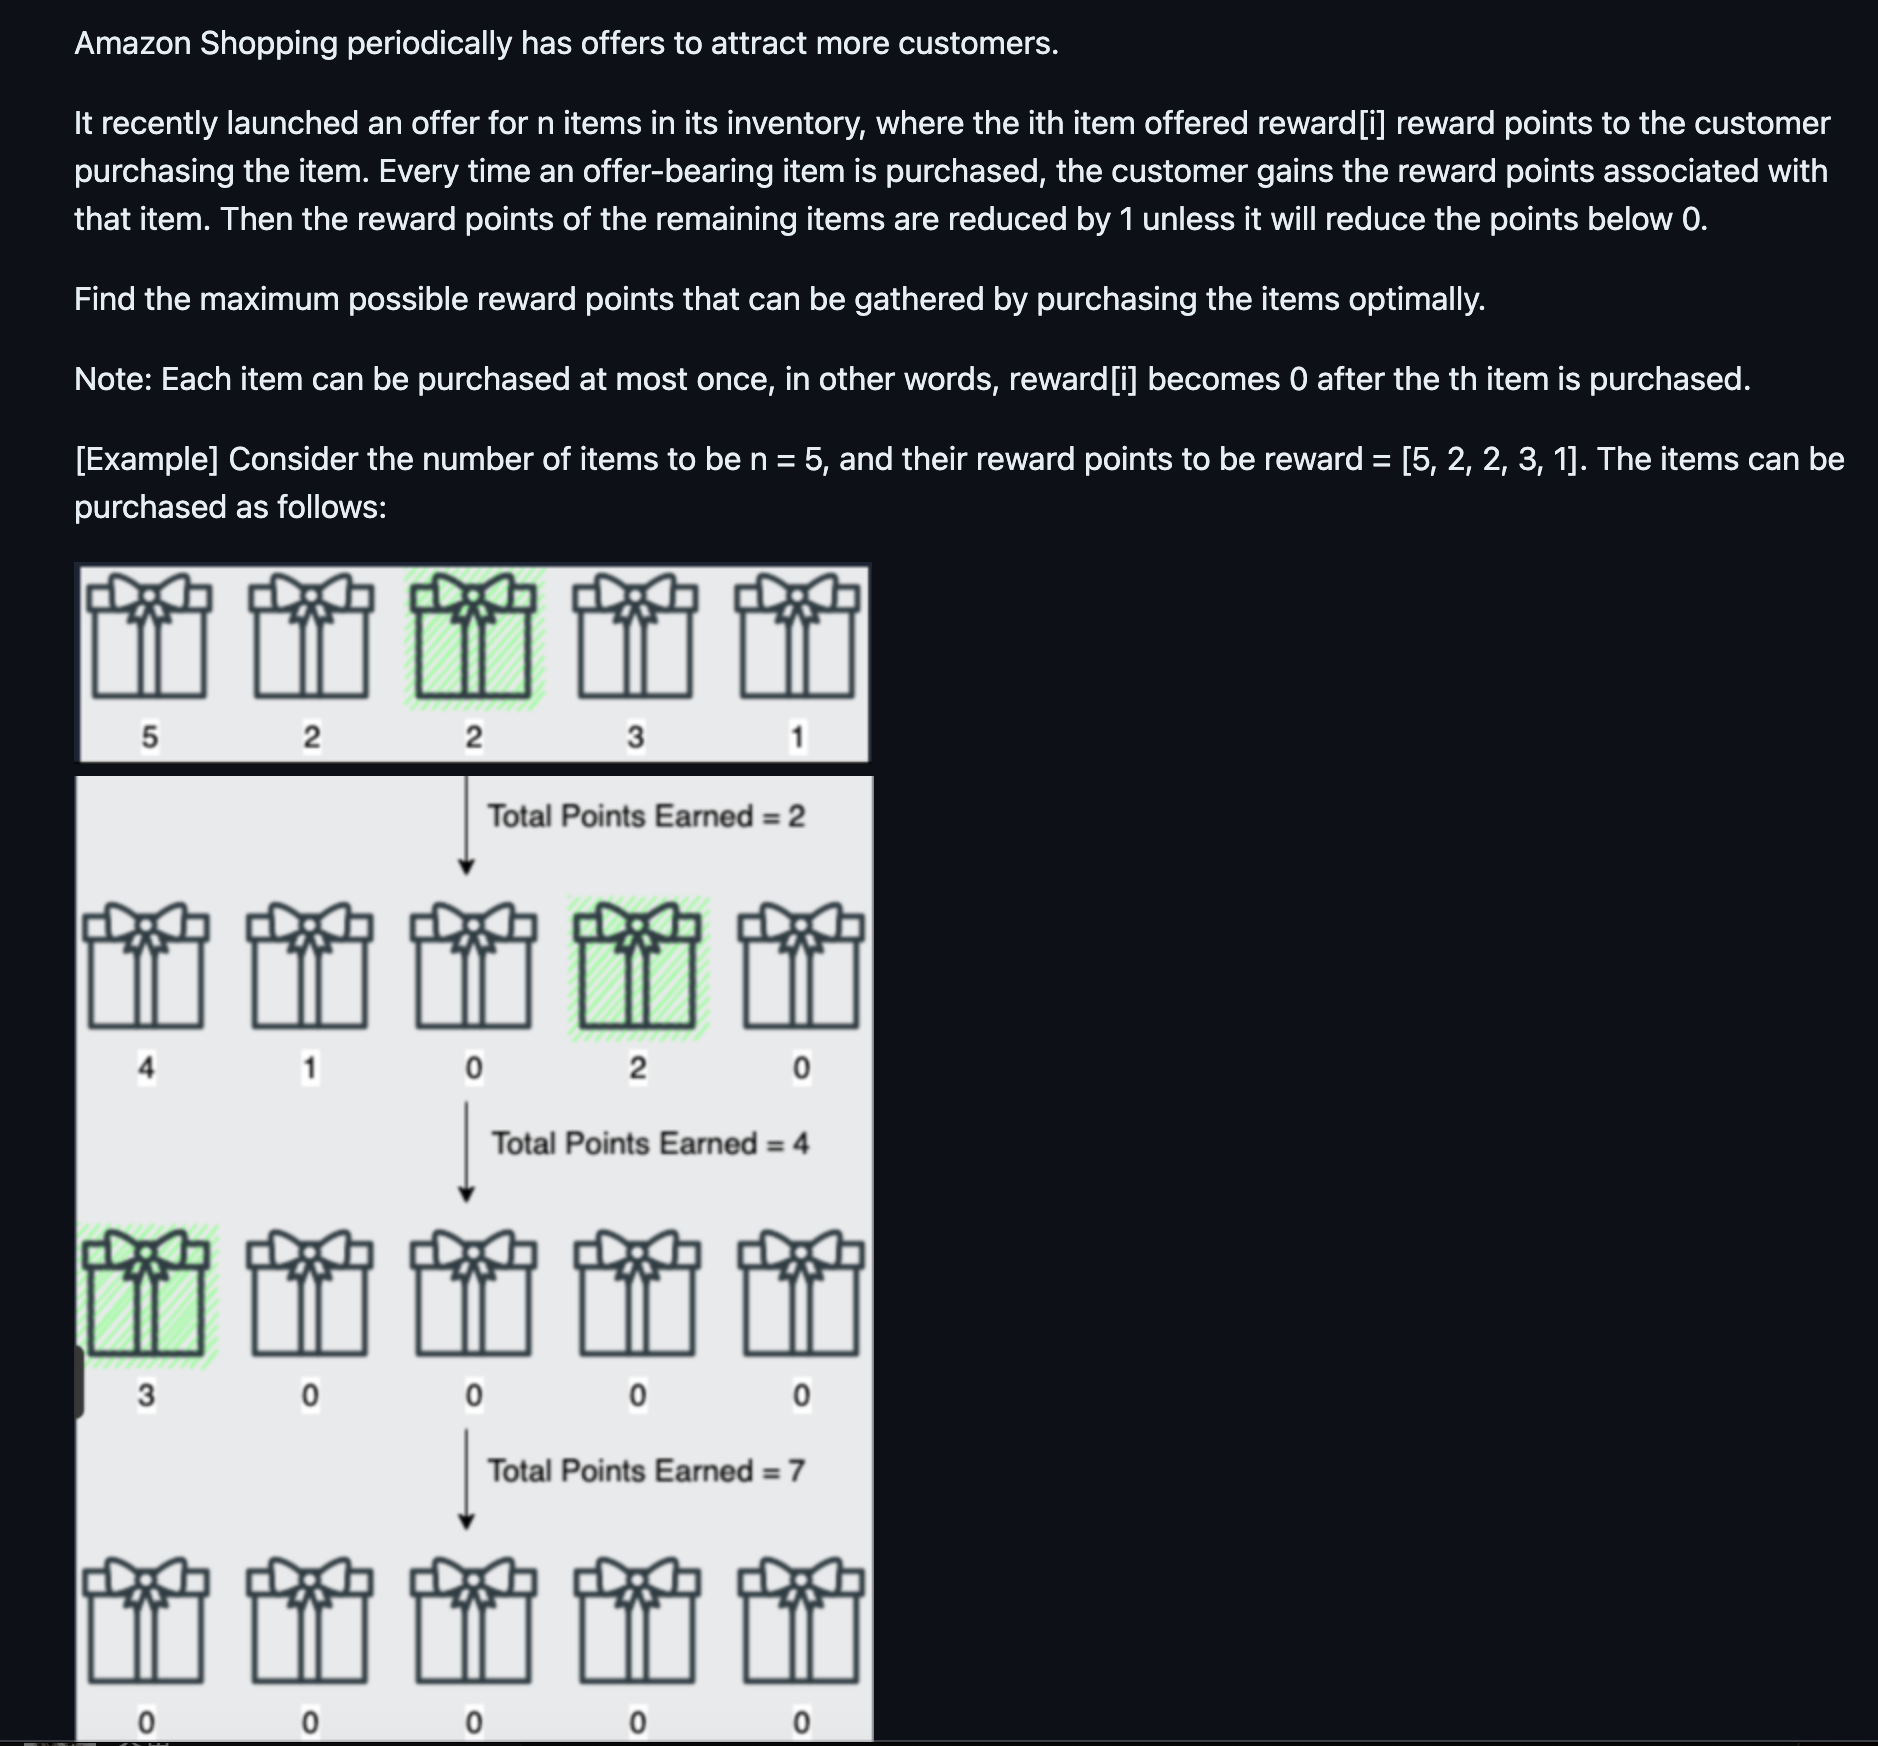 Amazon Shopping periodically has offers to attract more customers.
It recently launched an offer for n items in its inventory, where the ith item offered reward[i] reward points to the customer
purchasing the item. Every time an offer-bearing item is purchased, the customer gains the reward points associated with
that item. Then the reward points of the remaining items are reduced by 1 unless it will reduce the points below 0.
Find the maximum possible reward points that can be gathered by purchasing the items optimally.
Note: Each item can be purchased at most once, in other words, reward[i] becomes 0 after the th item is purchased.
[Example] Consider the number of items to be n = 5, and their reward points to be reward = [5, 2, 2, 3, 1]. The items can be
purchased as follows:
5 2 2 3 1
Total Points Earned = 2
4 1 0 2 0
Total Points Earned = 4
3 0 0 0 0
Total Points Earned = 7
0 0 0 0 0